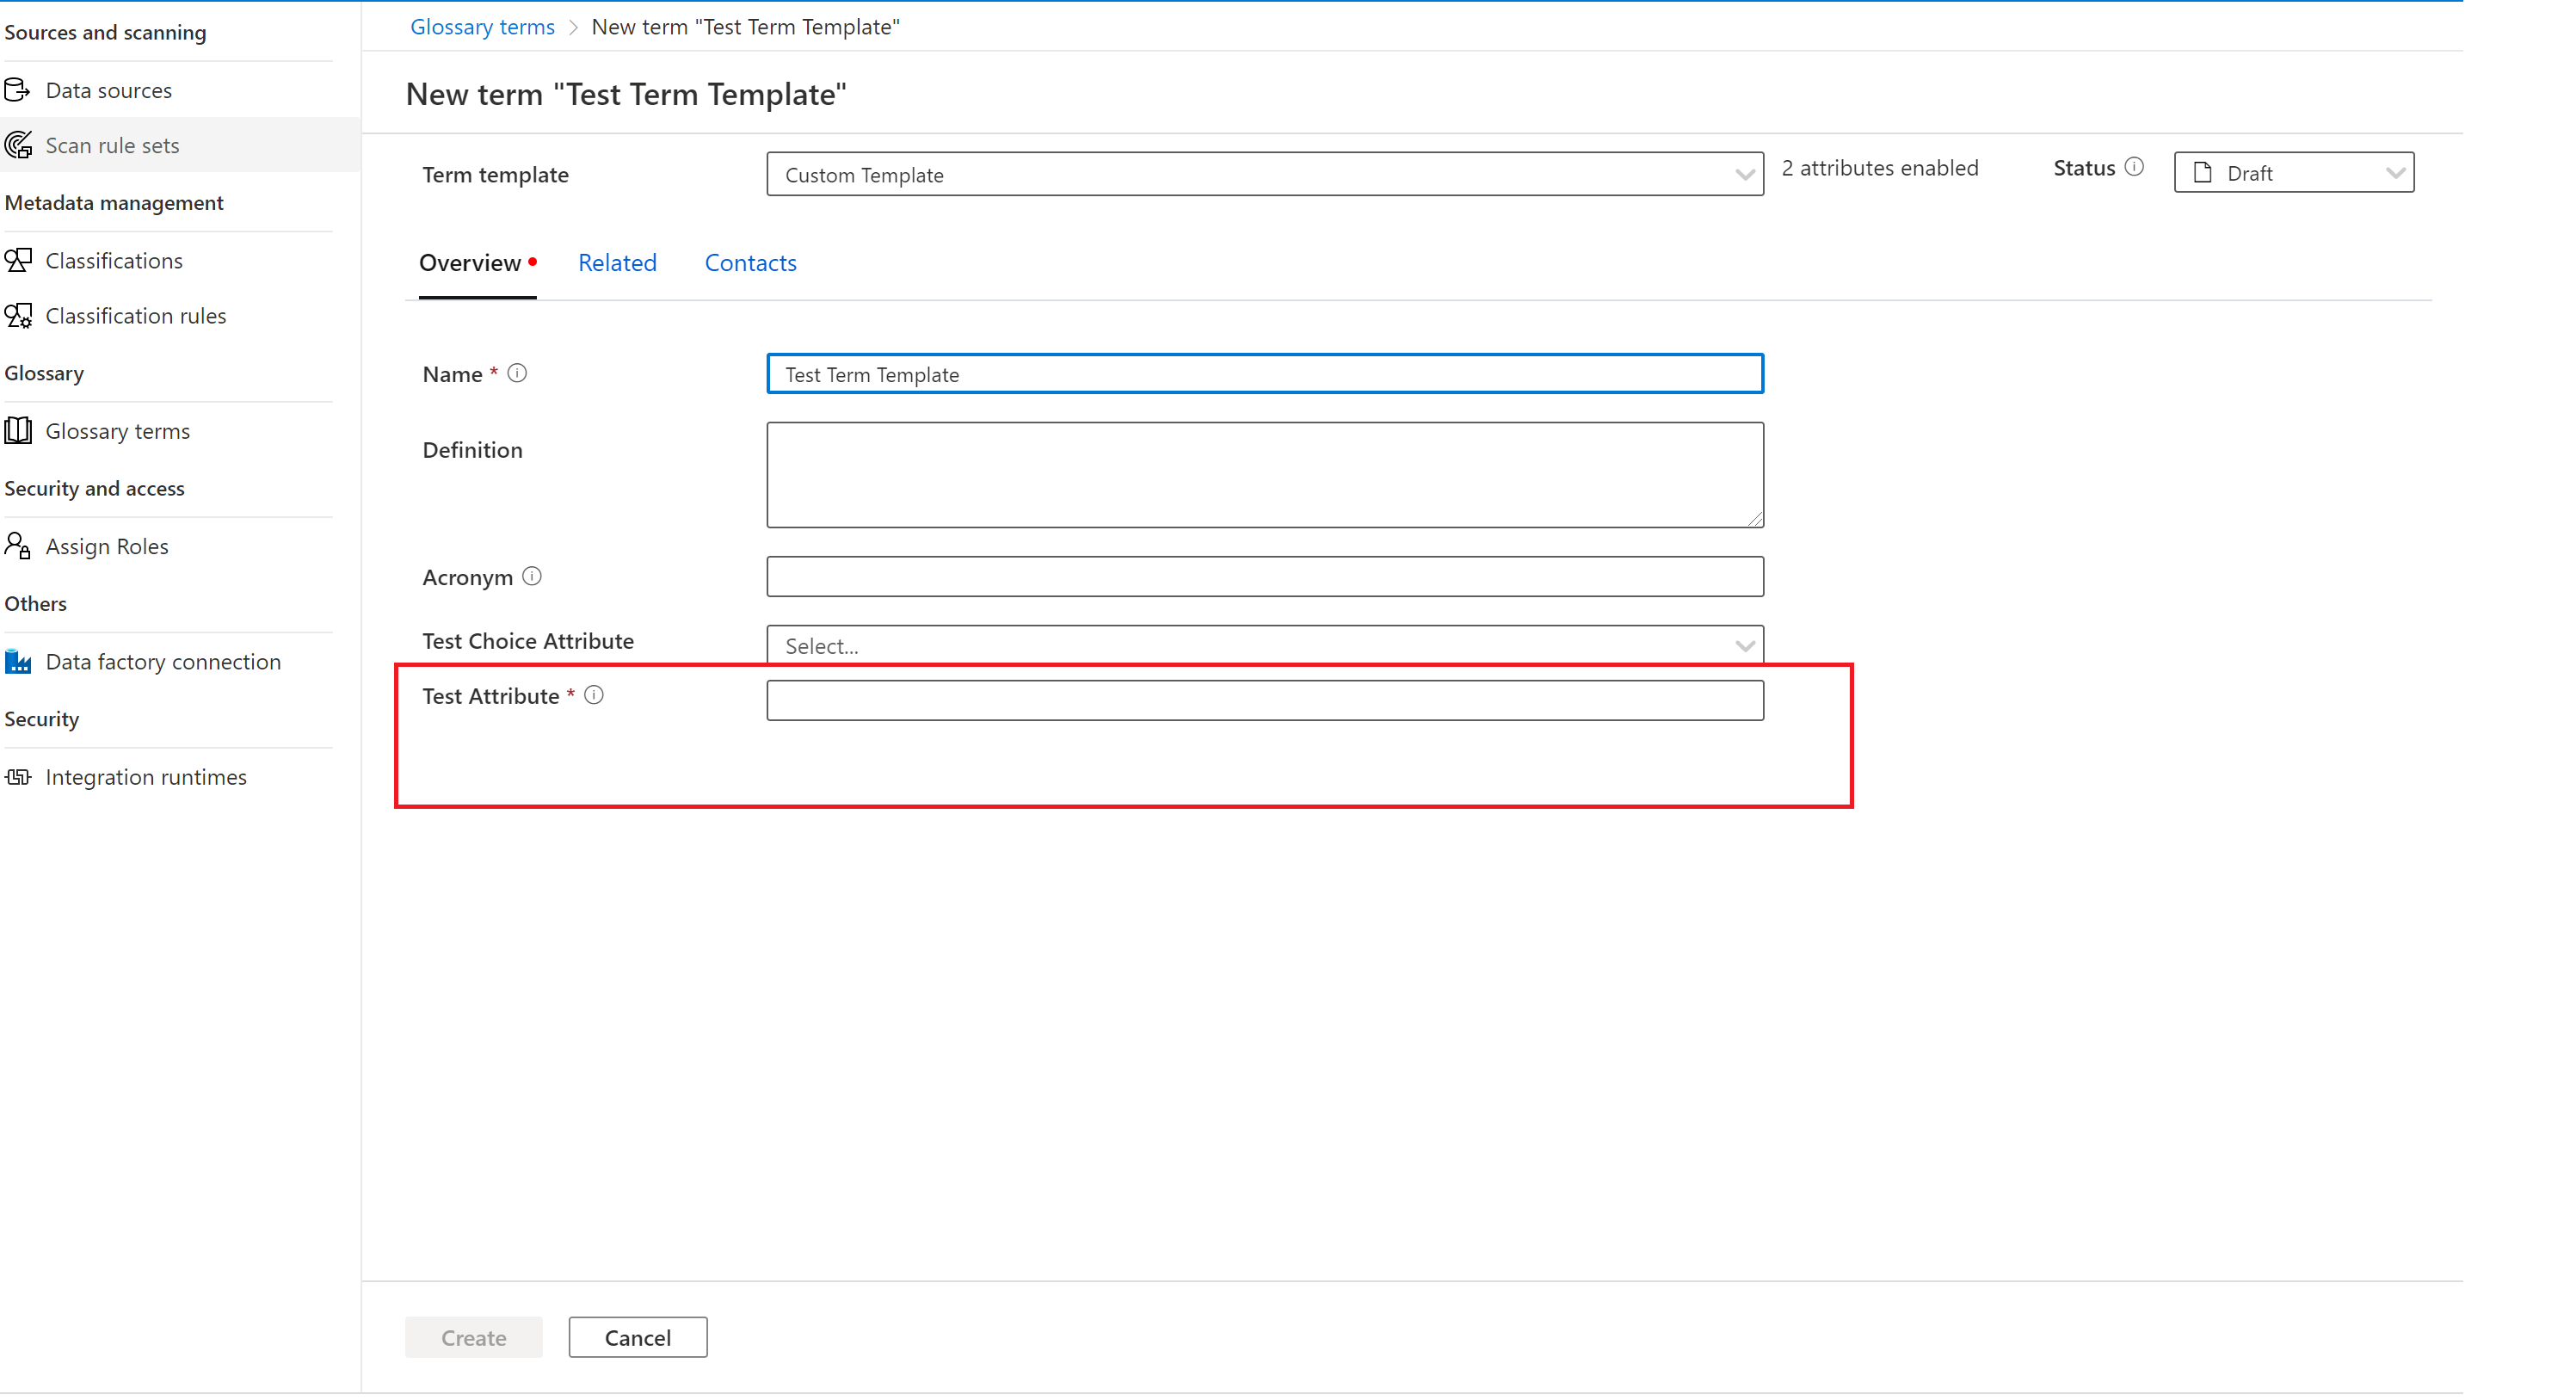 Sources and scanning
Data sources
Scan rule sets
Metadata management
Classifications
Classification rules
Glossary
Glossary terms
Security and access
Assign Roles
Others
Data factory connection
Security
Integration runtimes
Glossary terms > New term "Test Term Template"
New term "Test Term Template"
Term template Custom Template 2 attributes enabled Status Draft
Overview Related Contacts
Name * Test Term Template
Definition
Acronym
Test Choice Attribute Select...
Test Attribute *
Create Cancel